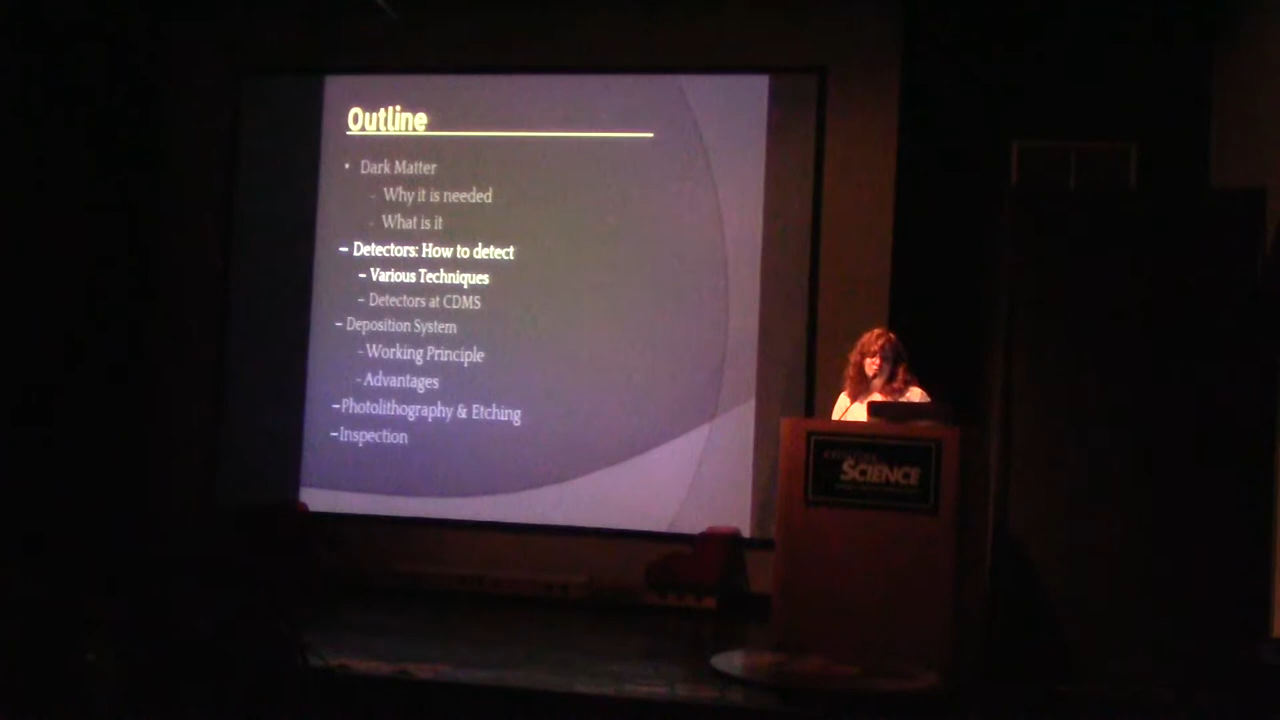 Outline
• Dark Matter
- Why it is needed
- What is it
– Detectors: How to detect
– Various Techniques
– Detectors at CDMS
– Deposition System
- Working Principle
- Advantages
–Photolithography & Etching
–Inspection
SCIENCE